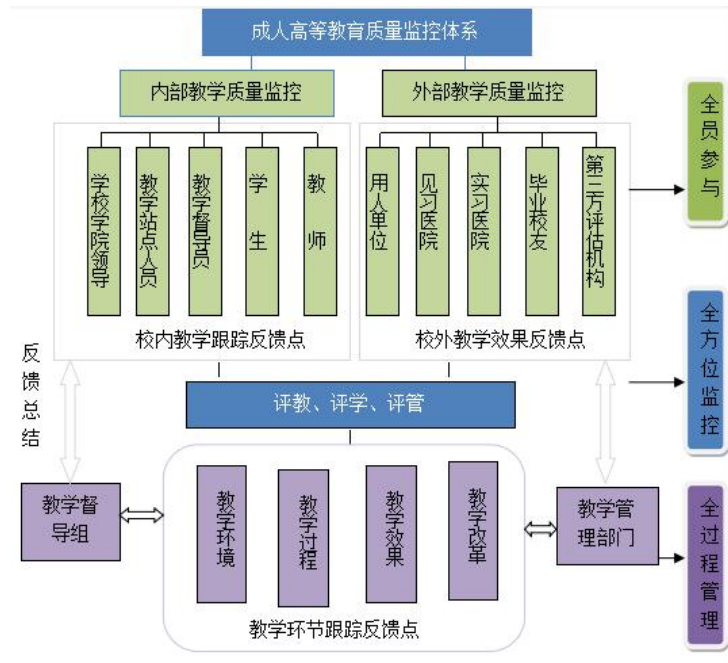 成人高等教育质量监控体系
内部教学质量监控
外部教学质量监控
学校学院领导
教学站点人员
教学督导员
学生
教师
用人单位
见习医院
实习医院
毕业校友
第三方评估机构
校内教学跟踪反馈点
校外教学效果反馈点
反馈总结
评教、评学、评管
教学督
导组
教学环境
教学过程
教学效果
教学改革
教学管
理部门
教学环节跟踪反馈点
全员参与
全方位监控
全过程管理